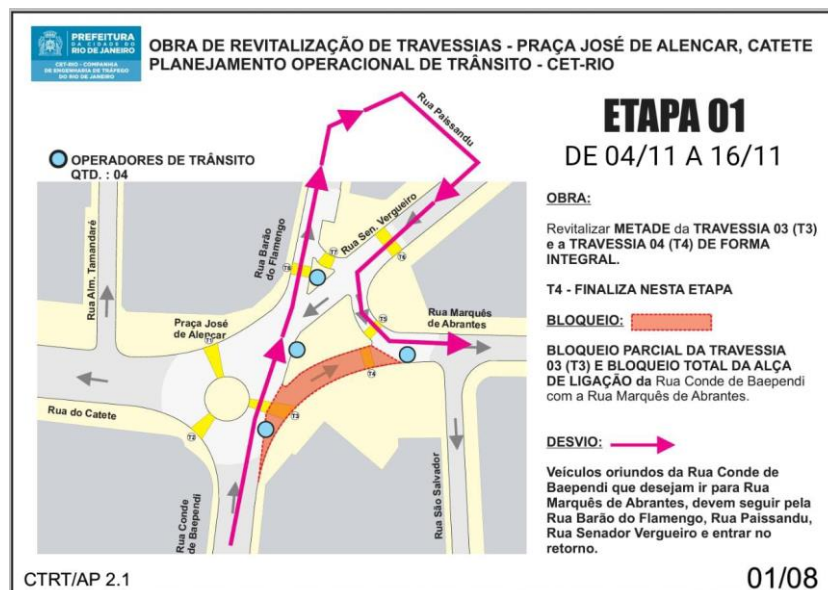 PREFEITURA
DA CIDADE DO
RIO DE JANEIRO
CET-RIO - COMPANHIA
DE ENGENHARIA DE TRÁFEGO
DO RIO DE JANEIRO
OBRA DE REVITALIZAÇÃO DE TRAVESSIAS - PRAÇA JOSÉ DE ALENCAR, CATETE
PLANEJAMENTO OPERACIONAL DE TRÂNSITO - CET-RIO
ETAPA 01
DE 04/11 A 16/11
OPERADORES DE TRÂNSITO
QTD. : 04
OBRA:
Revitalizar METADE da TRAVESSIA 03 (T3)
e a TRAVESSIA 04 (T4) DE FORMA
INTEGRAL.
T4 - FINALIZA NESTA ETAPA
BLOQUEIO:
BLOQUEIO PARCIAL DA TRAVESSIA
03 (T3) E BLOQUEIO TOTAL DA ALÇA
DE LIGAÇÃO da Rua Conde de Baependi
com a Rua Marquês de Abrantes.
DESVIO:
Veículos oriundos da Rua Conde de
Baependi que desejam ir para Rua
Marquês de Abrantes, devem seguir pela
Rua Barão do Flamengo, Rua Paissandu,
Rua Senador Vergueiro e entrar no
retorno.
Rua Paissandu
Rua Sen. Vergueiro
Rua Barão
do Flamengo
Rua Alm. Tamandaré
Praça José
de Alencar
Rua Marquês
de Abrantes
Rua do Catete
Rua Conde
de Baependi
Rua São Salvador
T1
T2
T3
T4
T5
T6
T7
T8
CTRT/AP 2.1
01/08